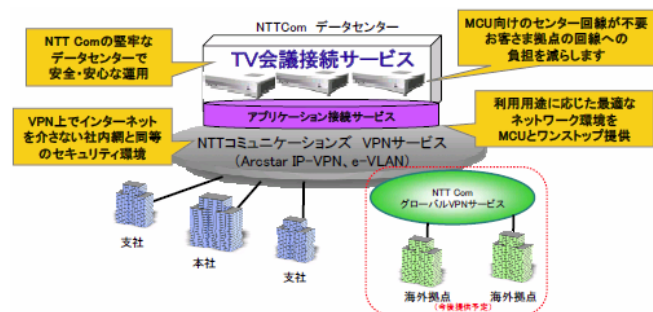 NTTCom データセンター
NTT Comの堅牢な
データセンターで
安全・安心な運用
TV会議接続サービス
MCU向けのセンター回線が不要
お客さま拠点の回線への
負担を減らします
アプリケーション接続サービス
VPN上でインターネット
を介さない社内網と同等
のセキュリティ環境
NTTコミュニケーションズ VPNサービス
(Arcstar IP-VPN、e-VLAN)
利用用途に応じた最適な
ネットワーク環境を
MCUとワンストップ提供
NTT Com
グローバルVPNサービス
支社
本社
支社
海外拠点
海外拠点
(今後提供予定)